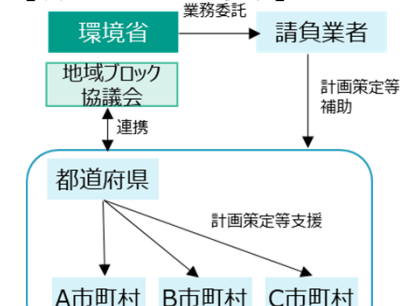 業務委託
環境省
請負業者
地域ブロック
協議会
計画策定等
補助
連携
都道府県
計画策定等支援
A市町村
B市町村
C市町村